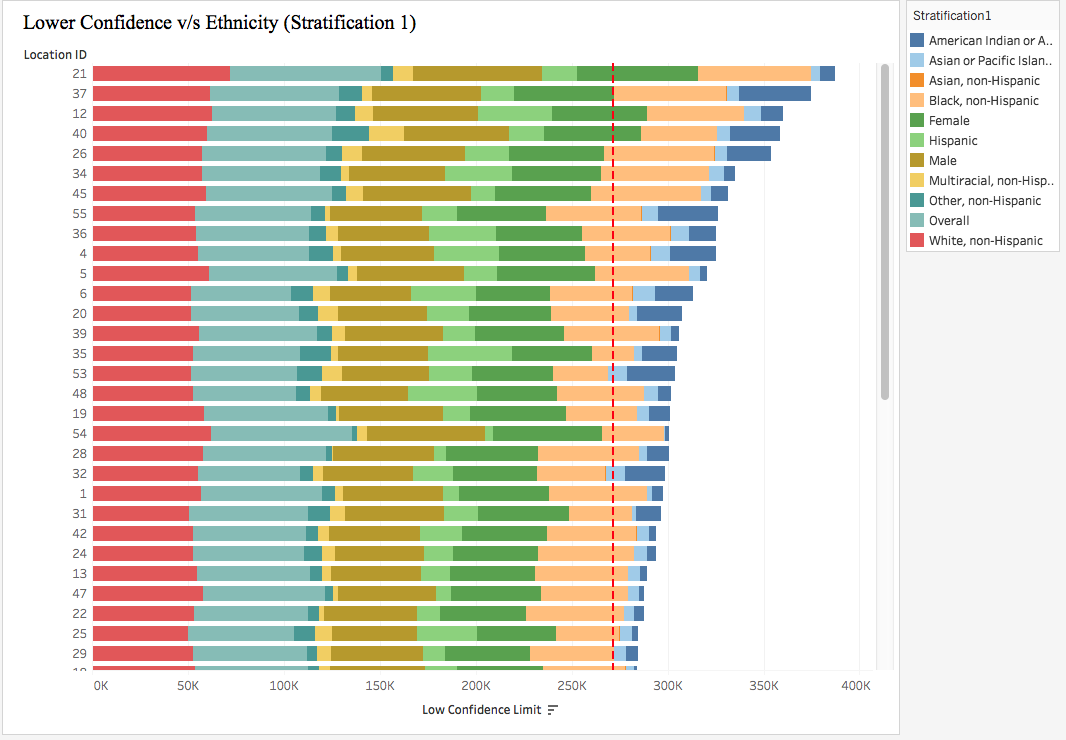 Lower Confidence v/s Ethnicity (Stratification 1)
Location ID
21
37
12
40
26
34
45
55
36
4
5
6
20
39
35
53
48
19
54
28
32
1
31
42
24
13
47
22
25
29
0K 50K 100K 150K 200K 250K 300K 350K 400K
Low Confidence Limit
Stratification1
American Indian or A..
Asian or Pacific Islan..
Asian, non-Hispanic
Black, non-Hispanic
Female
Hispanic
Male
Multiracial, non-Hisp..
Other, non-Hispanic
Overall
White, non-Hispanic